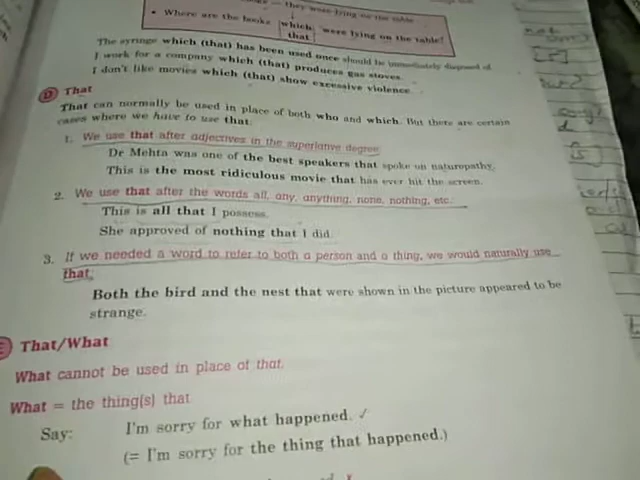 they were lying on the table
• Where are the books which were lying on the table?
that
The syringe which (that) has been used once should be immediately disposed of.
I work for a company which (that) produces gas stoves.
I don't like movies which (that) show excessive violence.
D That
That can normally be used in place of both who and which. But there are certain
cases where we have to use that.
1. We use that after adjectives in the superlative degree.
Dr Mehta was one of the best speakers that spoke on naturopathy.
This is the most ridiculous movie that has ever hit the screen.
2. We use that after the words all, any, anything, none, nothing, etc.
This is all that I possess.
She approved of nothing that I did.
3. If we needed a word to refer to both a person and a thing, we would naturally use
that.
Both the bird and the nest that were shown in the picture appeared to be
strange.
E That/What
What cannot be used in place of that.
What = the thing(s) that
Say: I'm sorry for what happened. ✓
(= I'm sorry for the thing that happened.)